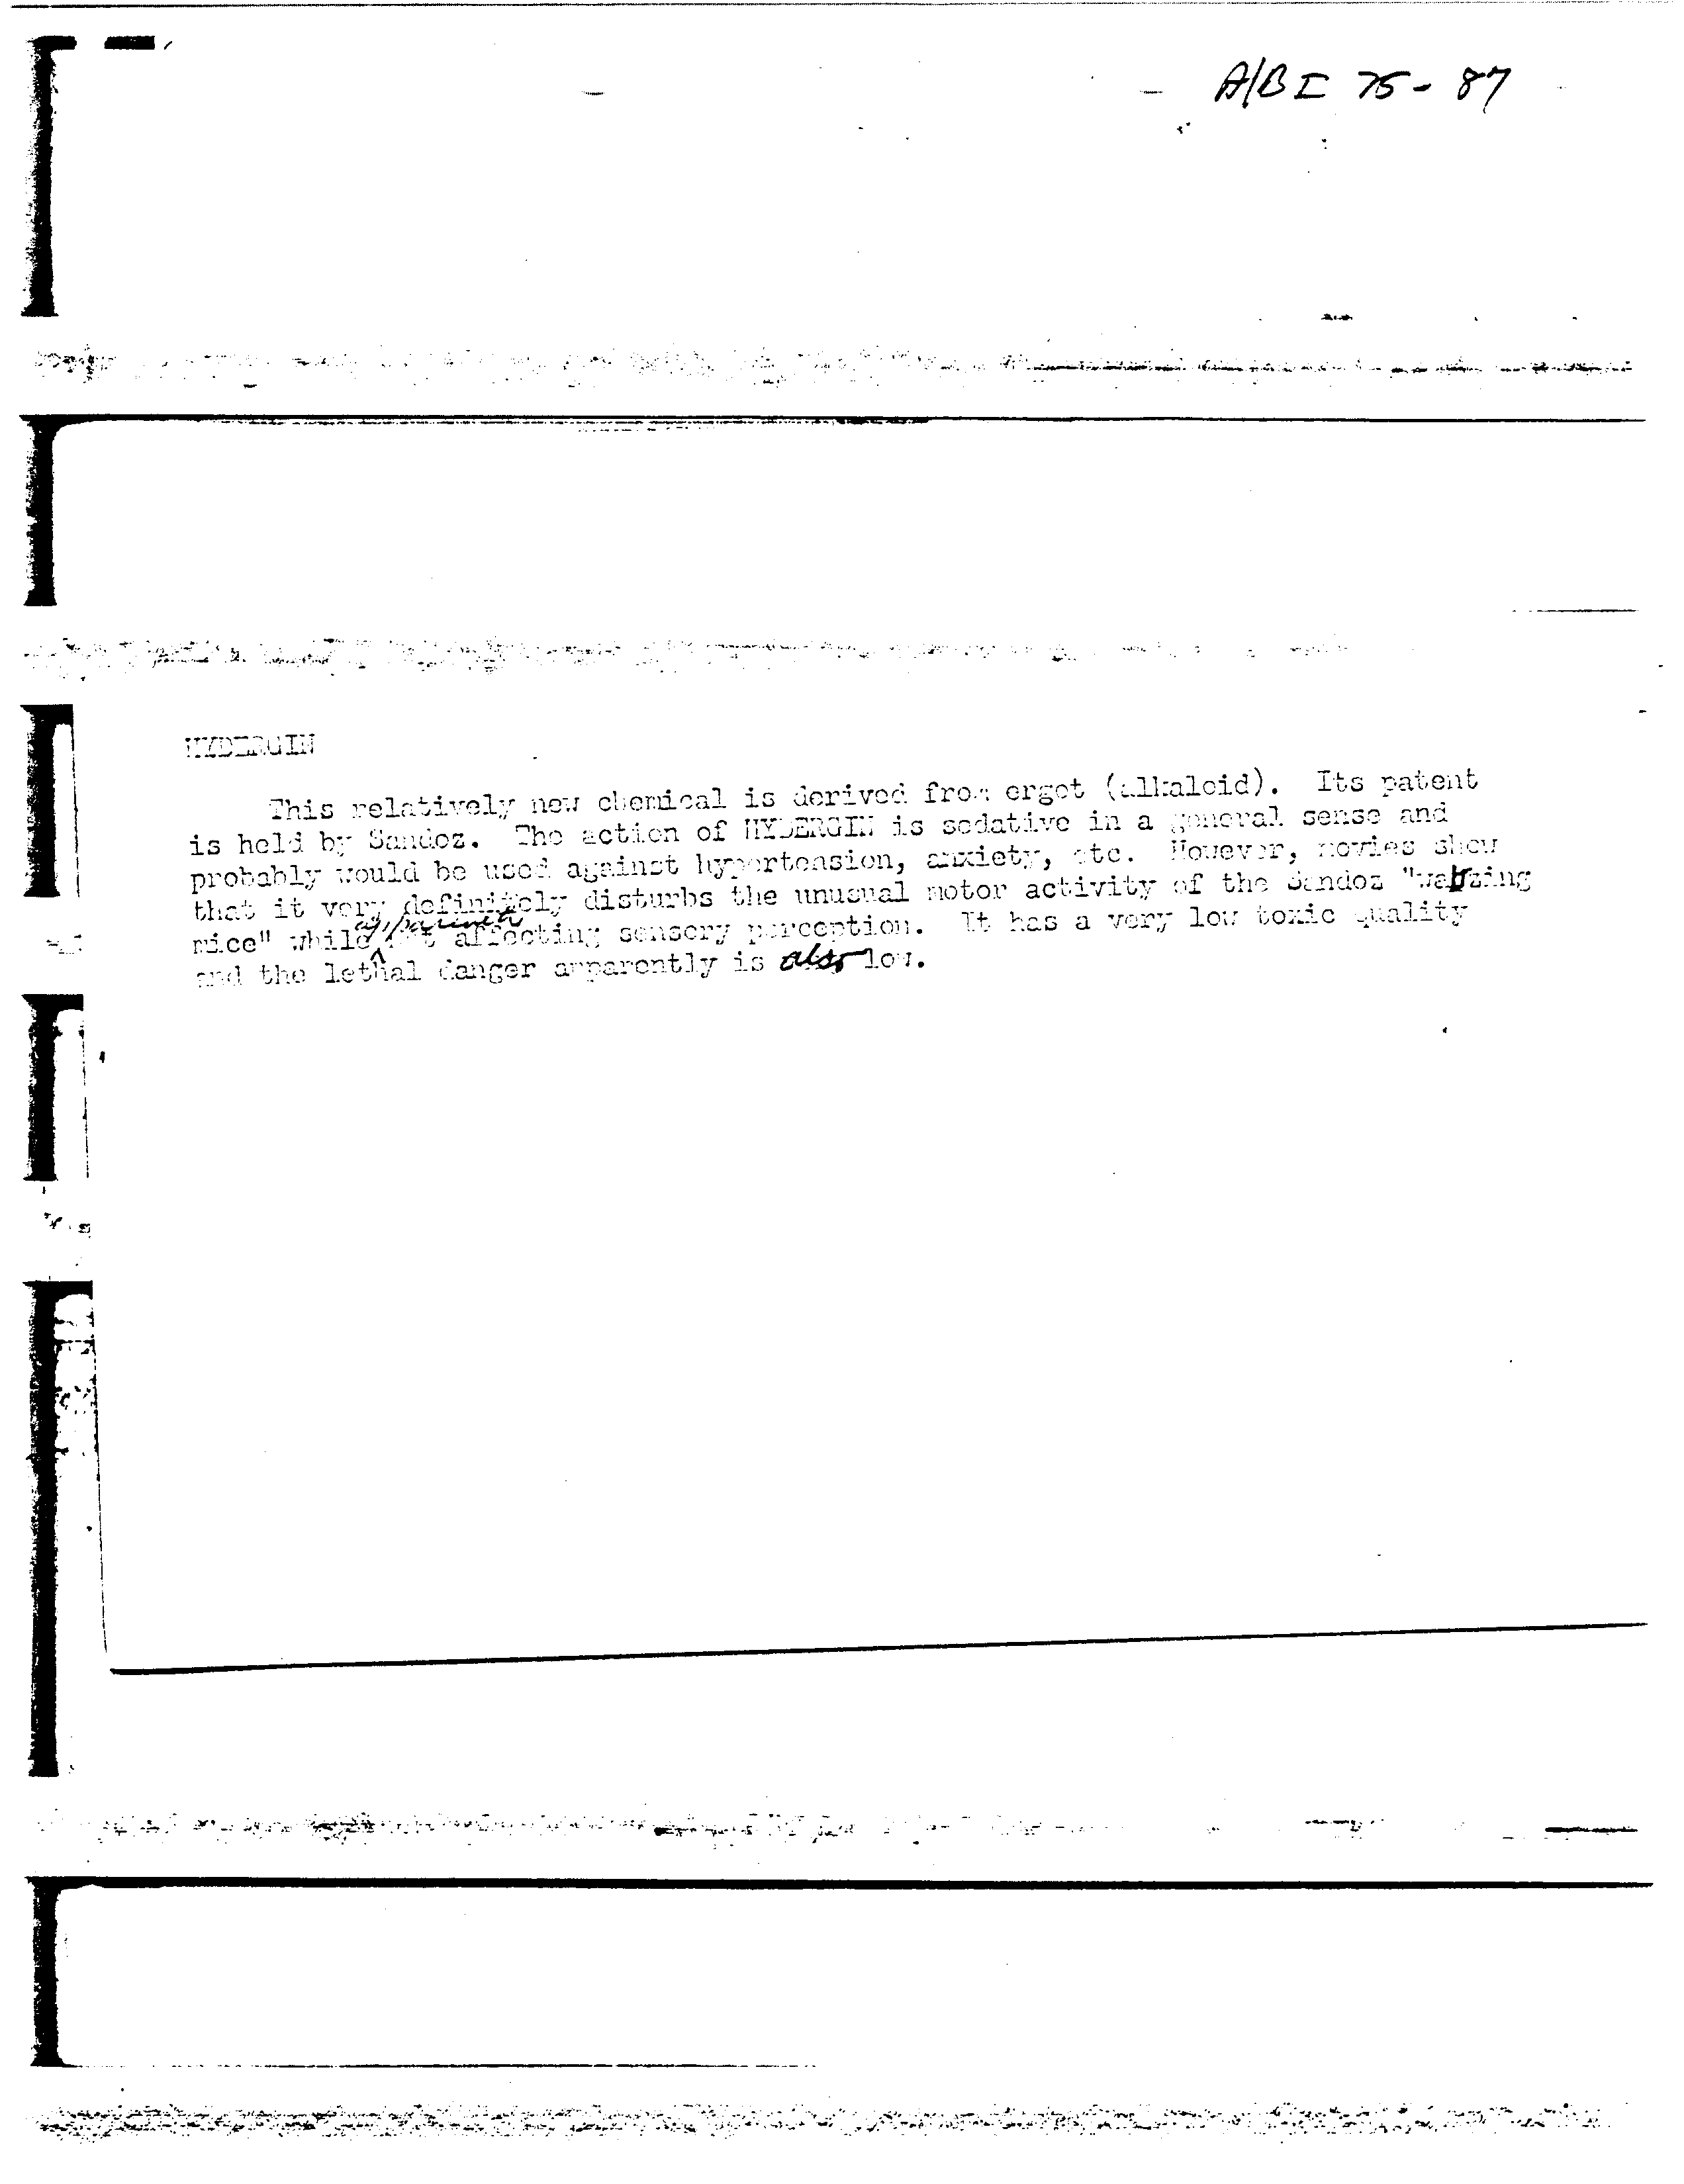 A/B I 75-87
HYDERGIN
This relatively new chemical is derived from ergot (alkaloid). Its patent
is held by Sandoz. The action of HYDERGIN is sedative in a general sense and
probably would be used against hypertension, anxiety, etc. However, movies show
that it very definitely disturbs the unusual motor activity of the Sandoz "waltzing
apparently
mice" while not affecting sensory perception. It has a very low toxic quality
and the lethal danger apparently is also low.